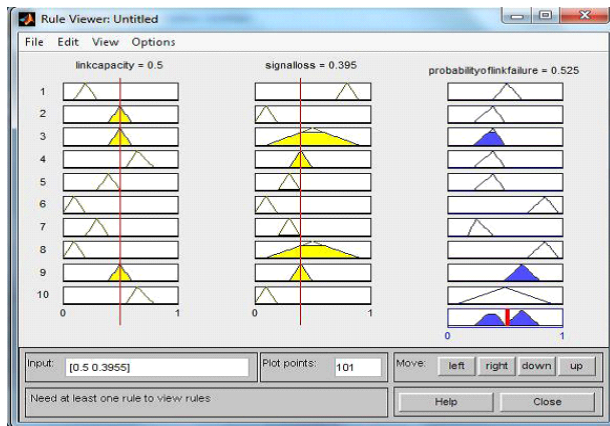 Rule Viewer: Untitled
File Edit View Options
linkcapacity = 0.5
signalloss = 0.395
probabilityoflinkfailure = 0.525
1
2
3
4
5
6
7
8
9
10
0 1
0 1
0 1
Input: [0.5 0.3955]
Plot points: 101
Move: left right down up
Need at least one rule to view rules
Help Close